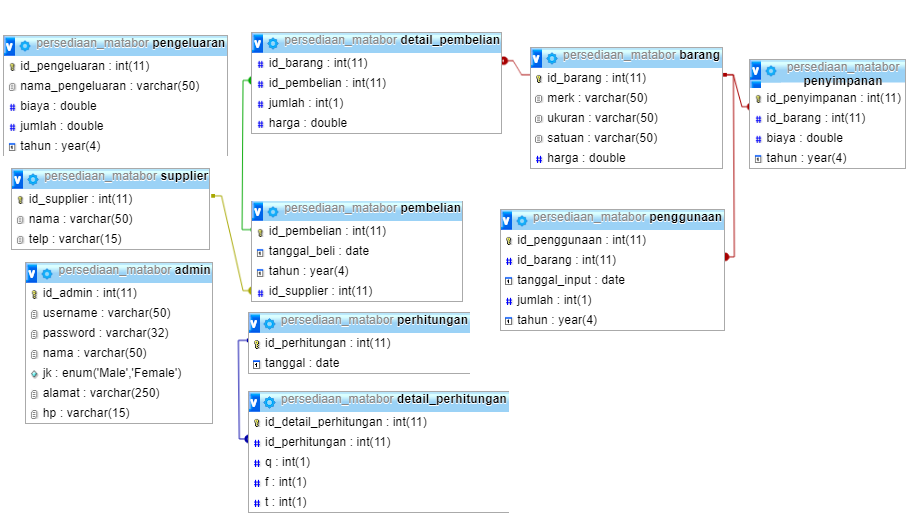 persediaan_matabor pengeluaran
id_pengeluaran : int(11)
nama_pengeluaran : varchar(50)
biaya : double
jumlah : double
tahun : year(4)
persediaan_matabor supplier
id_supplier : int(11)
nama : varchar(50)
telp : varchar(15)
persediaan_matabor admin
id_admin : int(11)
username : varchar(50)
password : varchar(32)
nama : varchar(50)
jk : enum('Male','Female')
alamat : varchar(250)
hp : varchar(15)
persediaan_matabor detail_pembelian
id_barang : int(11)
id_pembelian : int(11)
jumlah : int(1)
harga : double
persediaan_matabor pembelian
id_pembelian : int(11)
tanggal_beli : date
tahun : year(4)
id_supplier : int(11)
persediaan_matabor perhitungan
id_perhitungan : int(11)
tanggal : date
persediaan_matabor detail_perhitungan
id_detail_perhitungan : int(11)
id_perhitungan : int(11)
q : int(1)
f : int(1)
t : int(1)
persediaan_matabor barang
id_barang : int(11)
merk : varchar(50)
ukuran : varchar(50)
satuan : varchar(50)
harga : double
persediaan_matabor penggunaan
id_penggunaan : int(11)
id_barang : int(11)
tanggal_input : date
jumlah : int(1)
tahun : year(4)
persediaan_matabor
penyimpanan
id_penyimpanan : int(11)
id_barang : int(11)
biaya : double
tahun : year(4)